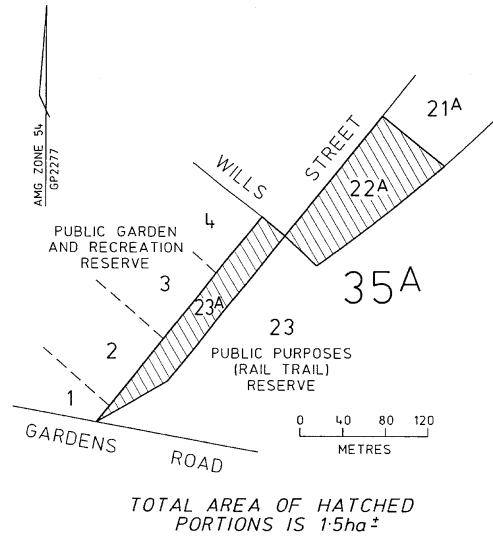 AMG ZONE 54
GP2277
WILLS
STREET
21A
22A
4
PUBLIC GARDEN
AND RECREATION
RESERVE
3
23A
35A
2
23
PUBLIC PURPOSES
(RAIL TRAIL)
RESERVE
1
GARDENS ROAD
0 40 80 120
METRES
TOTAL AREA OF HATCHED
PORTIONS IS 1·5ha±